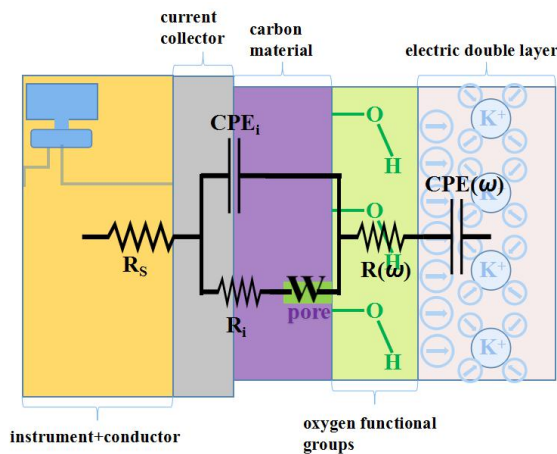 current
collector
carbon
material
electric double layer
K+
O
H
CPEi
K+
CPE(ω)
O
H
RS
R(ω)
K+
W
pore
Ri
O
H
K+
instrument+conductor
oxygen functional
groups